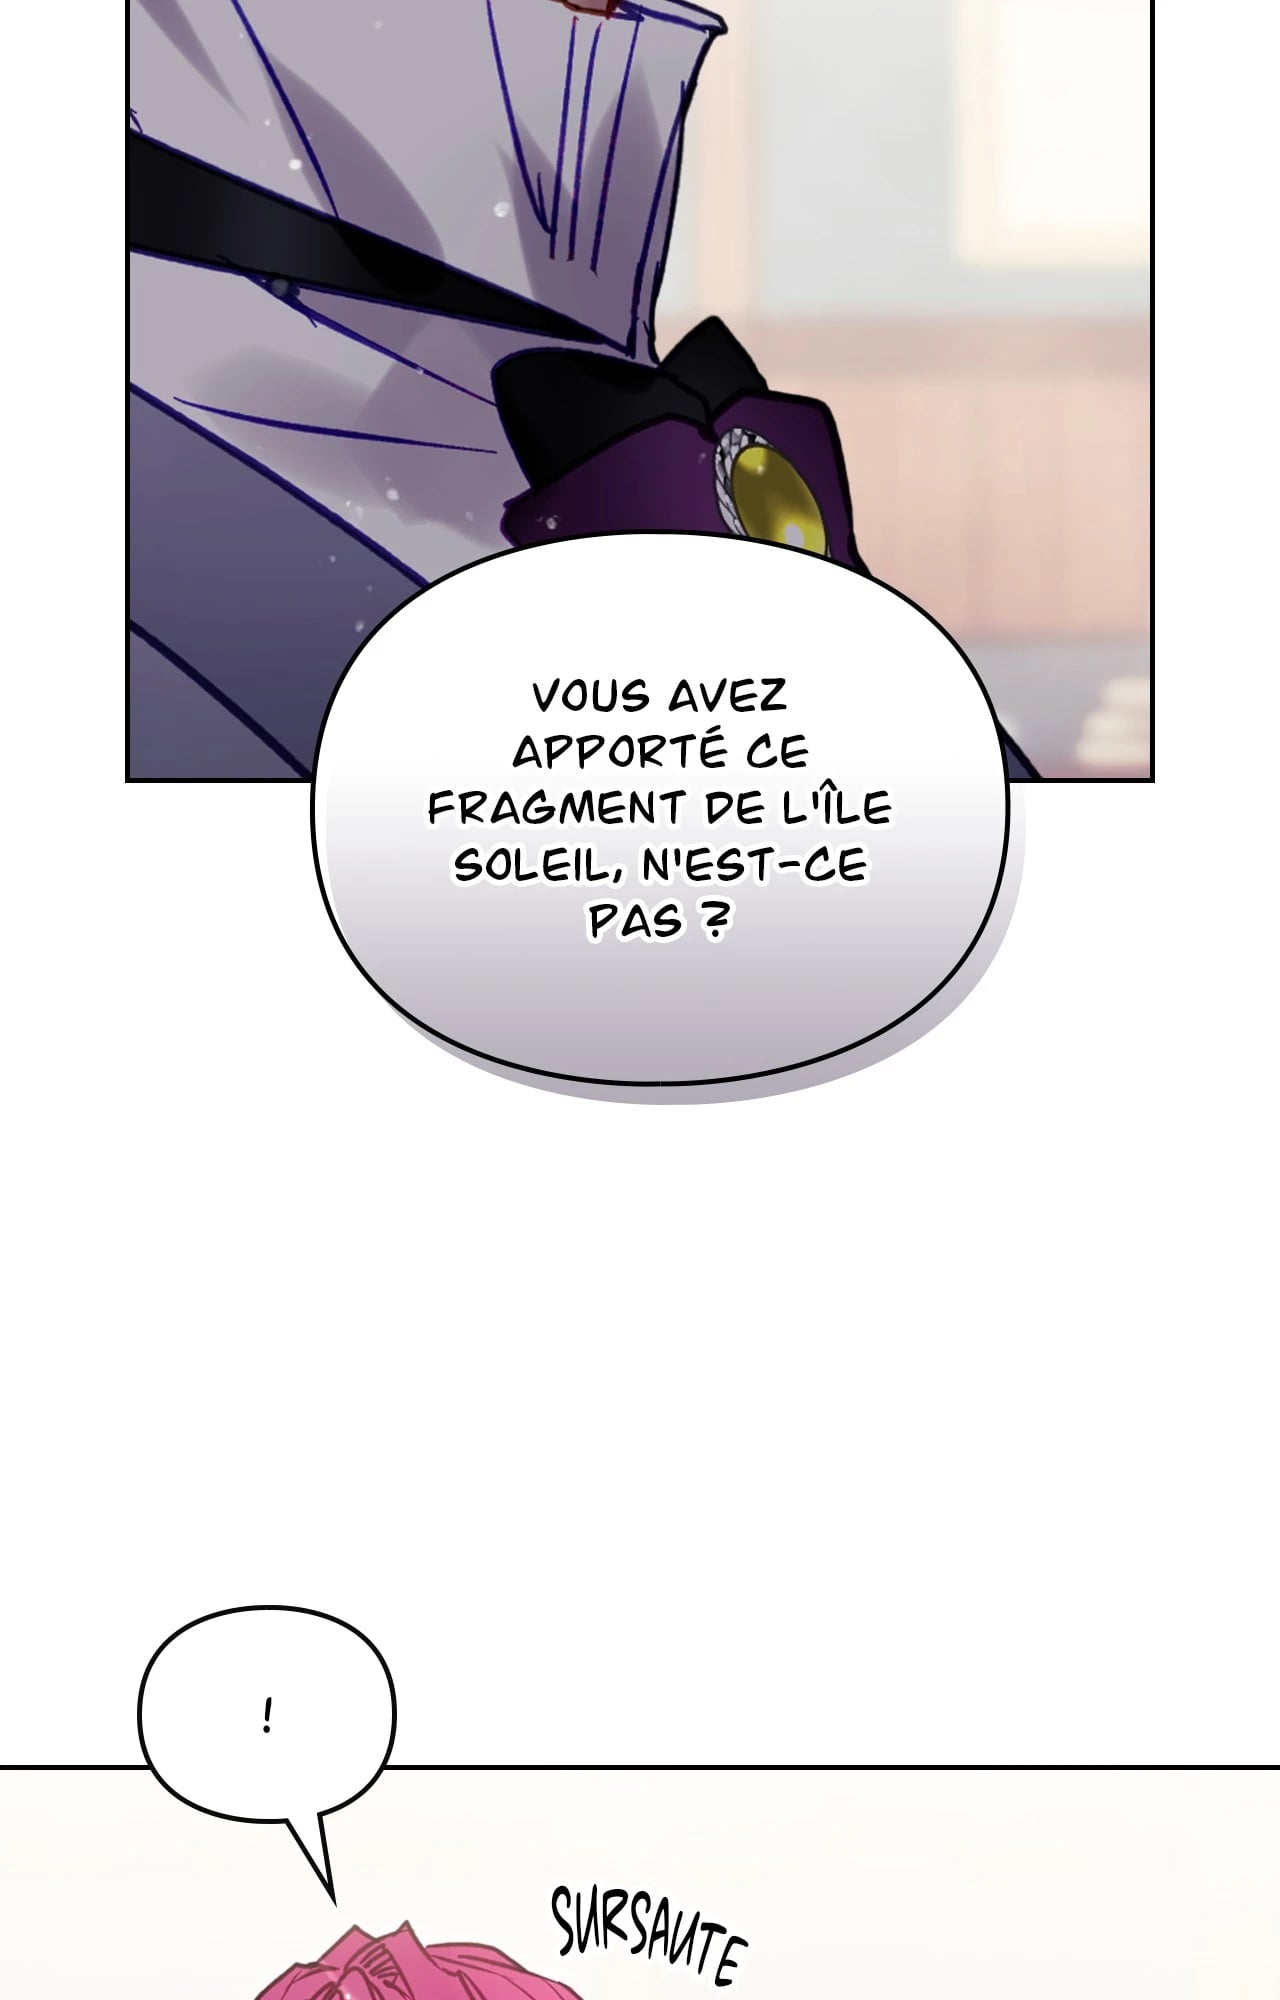 VOUS AVEZ
APPORTÉ CE
FRAGMENT DE L'ÎLE
SOLEIL, N'EST-CE
PAS ?
!
SURSAUTE